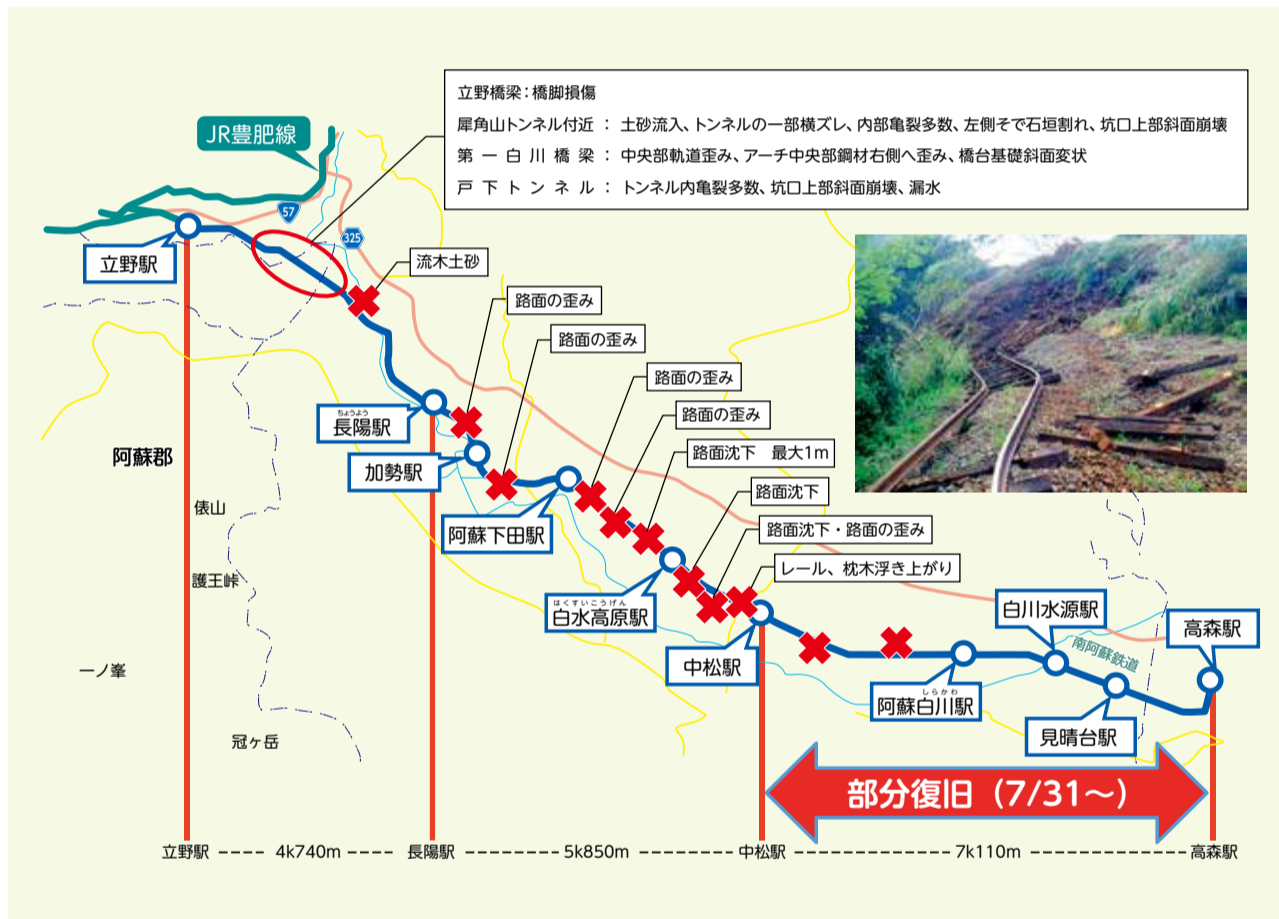 立野橋梁：橋脚損傷
犀角山トンネル付近 ： 土砂流入、トンネルの一部横ズレ、内部亀裂多数、左側そで石垣割れ、坑口上部斜面崩壊
第一白川橋梁 ： 中央部軌道歪み、アーチ中央部鋼材右側へ歪み、橋台基礎斜面変状
戸下トンネル ： トンネル内亀裂多数、坑口上部斜面崩壊、漏水
JR豊肥線
57
325
立野駅
流木土砂
路面の歪み
路面の歪み
路面の歪み
路面の歪み
路面沈下　最大1m
路面沈下
路面沈下・路面の歪み
レール、枕木浮き上がり
ちょうよう
長陽駅
加勢駅
阿蘇下田駅
はくすいこうげん
白水高原駅
中松駅
しらかわ
阿蘇白川駅
白川水源駅
南阿蘇鉄道
見晴台駅
高森駅
阿蘇郡
俵山
護王峠
一ノ峯
冠ヶ岳
部分復旧（7/31～）
立野駅 ---- 4k740m ---- 長陽駅 ---- 5k850m ---- 中松駅 ---- 7k110m ---- 高森駅